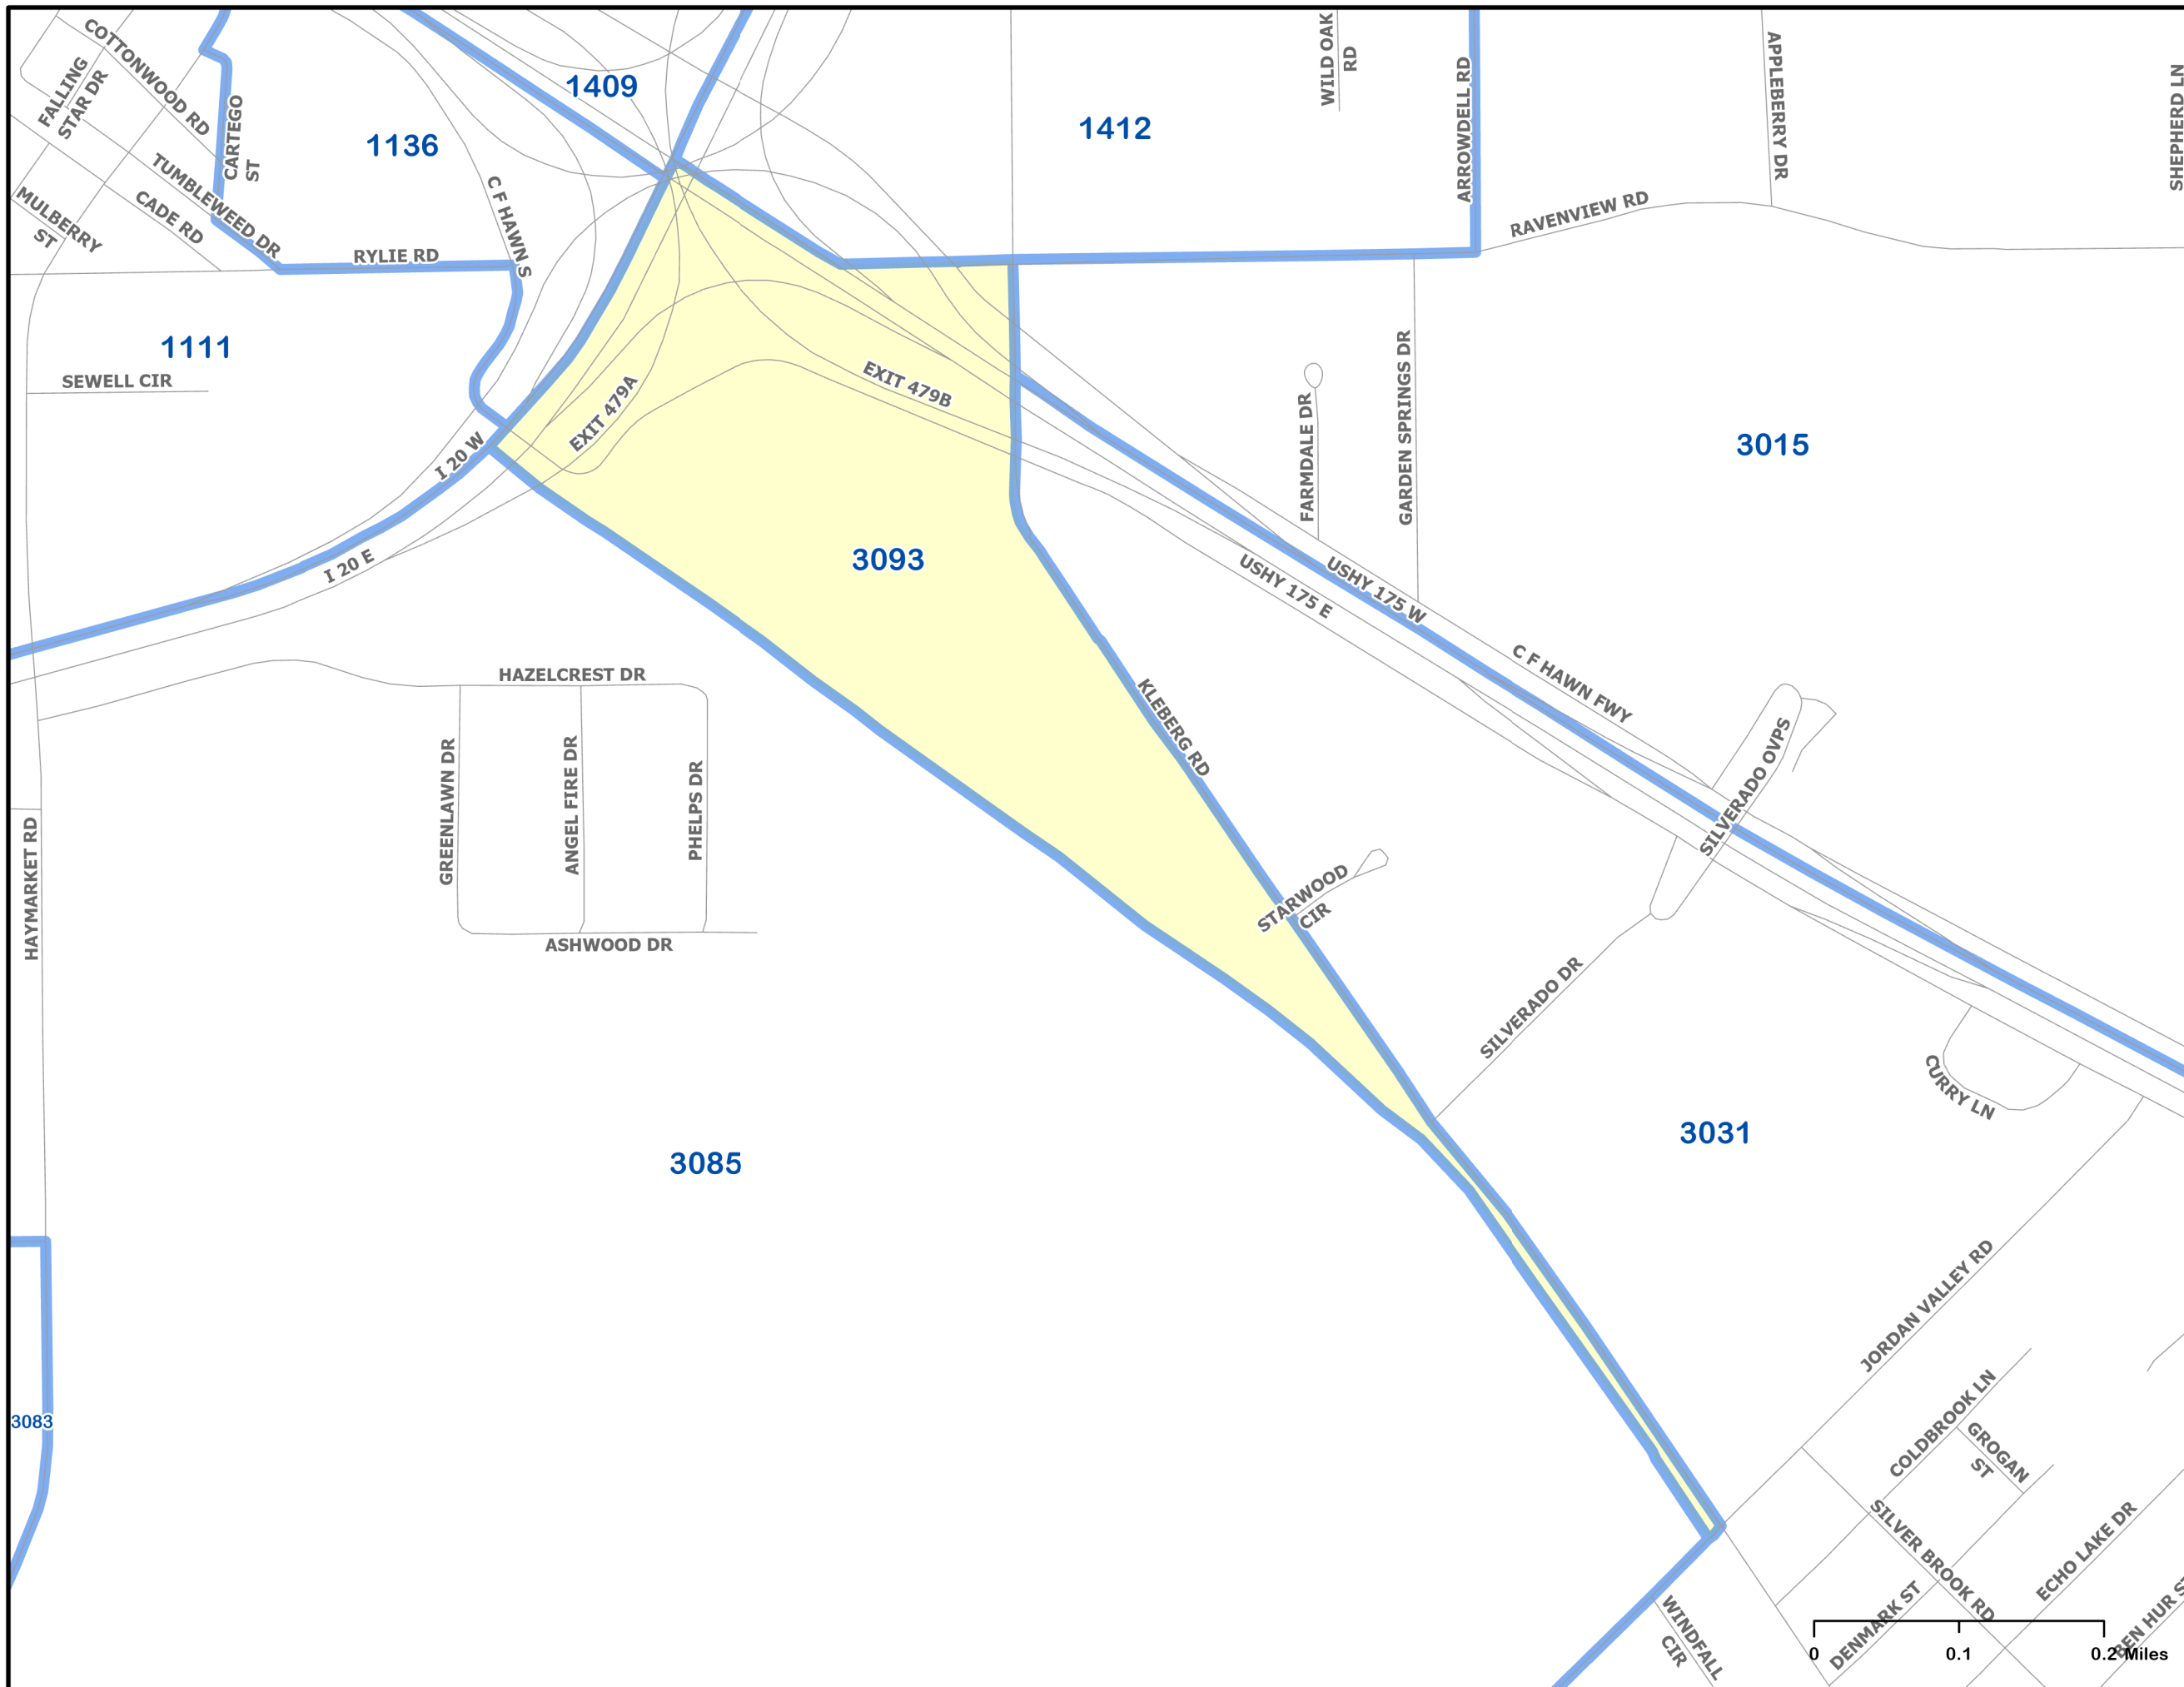 COTTONWOOD RD
FALLING
STAR DR
CARTEGO
ST
TUMBLEWEED DR
CADE RD
MULBERRY
ST
1136
1409
1412
WILD OAK
RD
ARROWDELL RD
APPLEBERRY DR
SHEPHERD LN
RAVENVIEW RD
C F HAWN S
RYLIE RD
1111
SEWELL CIR
I 20 W
I 20 E
EXIT 479A
EXIT 479B
FARMDALE DR
GARDEN SPRINGS DR
3015
3093
USHY 175 E
USHY 175 W
C F HAWN FWY
SILVERADO OVPS
HAZELCREST DR
GREENLAWN DR
ANGEL FIRE DR
PHELPS DR
ASHWOOD DR
HAYMARKET RD
KLEBERG RD
STARWOOD
CIR
SILVERADO DR
CURRY LN
3031
3085
3083
JORDAN VALLEY RD
COLDBROOK LN
GROGAN
ST
SILVER BROOK RD
ECHO LAKE DR
DENMARK ST
BEN HUR ST
WINDFALL
CIR
0 0.1 0.2 Miles